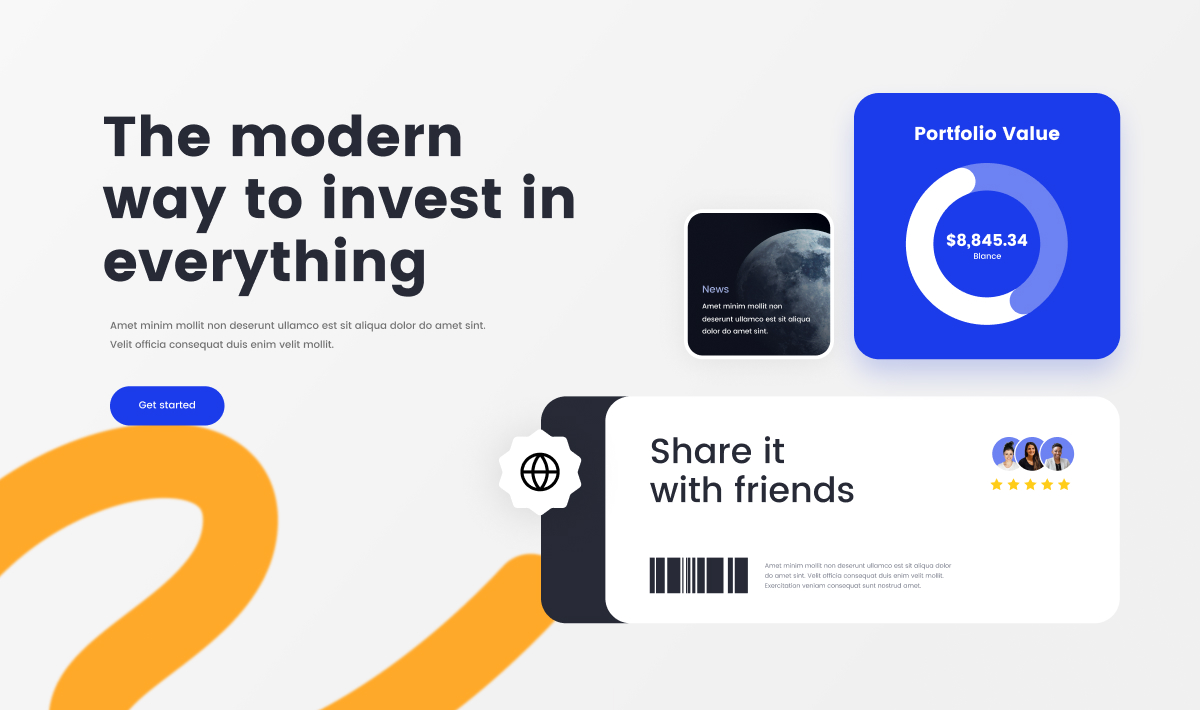 The modern
way to invest in
everything
Amet minim mollit non deserunt ullamco est sit aliqua dolor do amet sint.
Velit officia consequat duis enim velit mollit.
Get started
News
Amet minim mollit non
deserunt ullamco est sit aliqua
dolor do amet sint.
Portfolio Value
$8,845.34
Blance
Share it
with friends
Amet minim mollit non deserunt ullamco est sit aliqua dolor
do amet sint. Velit officia consequat duis enim velit mollit.
Exercitation veniam consequat sunt nostrud amet.